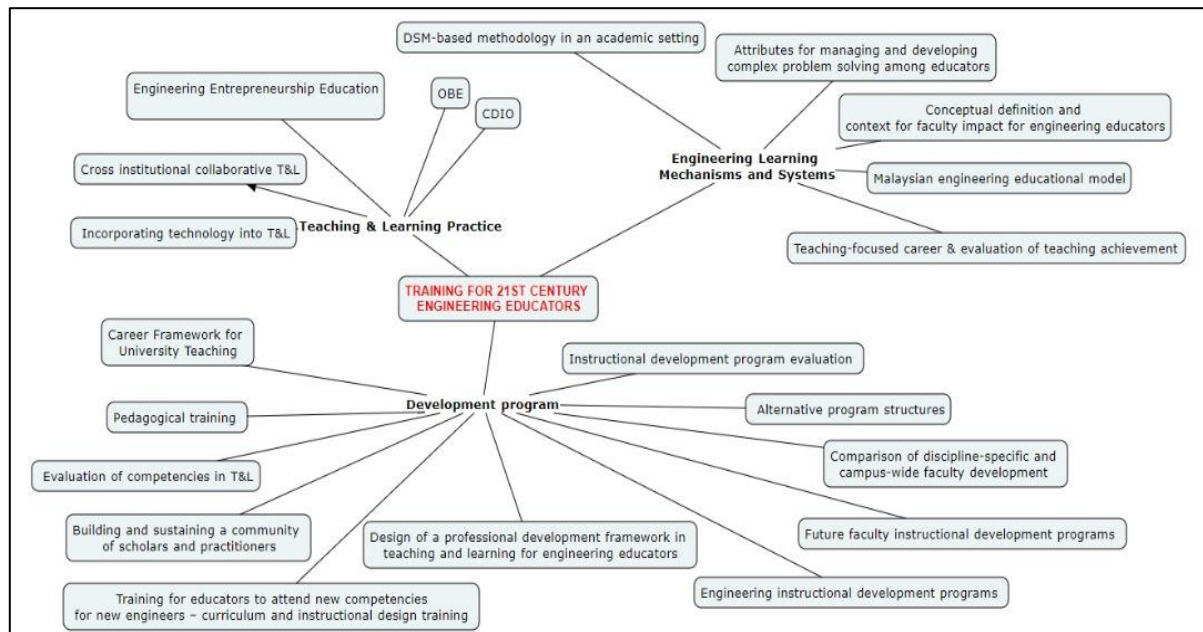 DSM-based methodology in an academic setting
Attributes for managing and developing
complex problem solving among educators
Engineering Entrepreneurship Education
OBE
CDIO
Conceptual definition and
context for faculty impact for engineering educators
Engineering Learning
Mechanisms and Systems
Cross institutional collaborative T&L
Malaysian engineering educational model
Teaching & Learning Practice
Incorporating technology into T&L
Teaching-focused career & evaluation of teaching achievement
TRAINING FOR 21ST CENTURY
ENGINEERING EDUCATORS
Career Framework for
University Teaching
Instructional development program evaluation
Development program
Pedagogical training
Alternative program structures
Comparison of discipline-specific and
campus-wide faculty development
Evaluation of competencies in T&L
Building and sustaining a community
of scholars and practitioners
Design of a professional development framework in
teaching and learning for engineering educators
Future faculty instructional development programs
Training for educators to attend new competencies
for new engineers – curriculum and instructional design training
Engineering instructional development programs